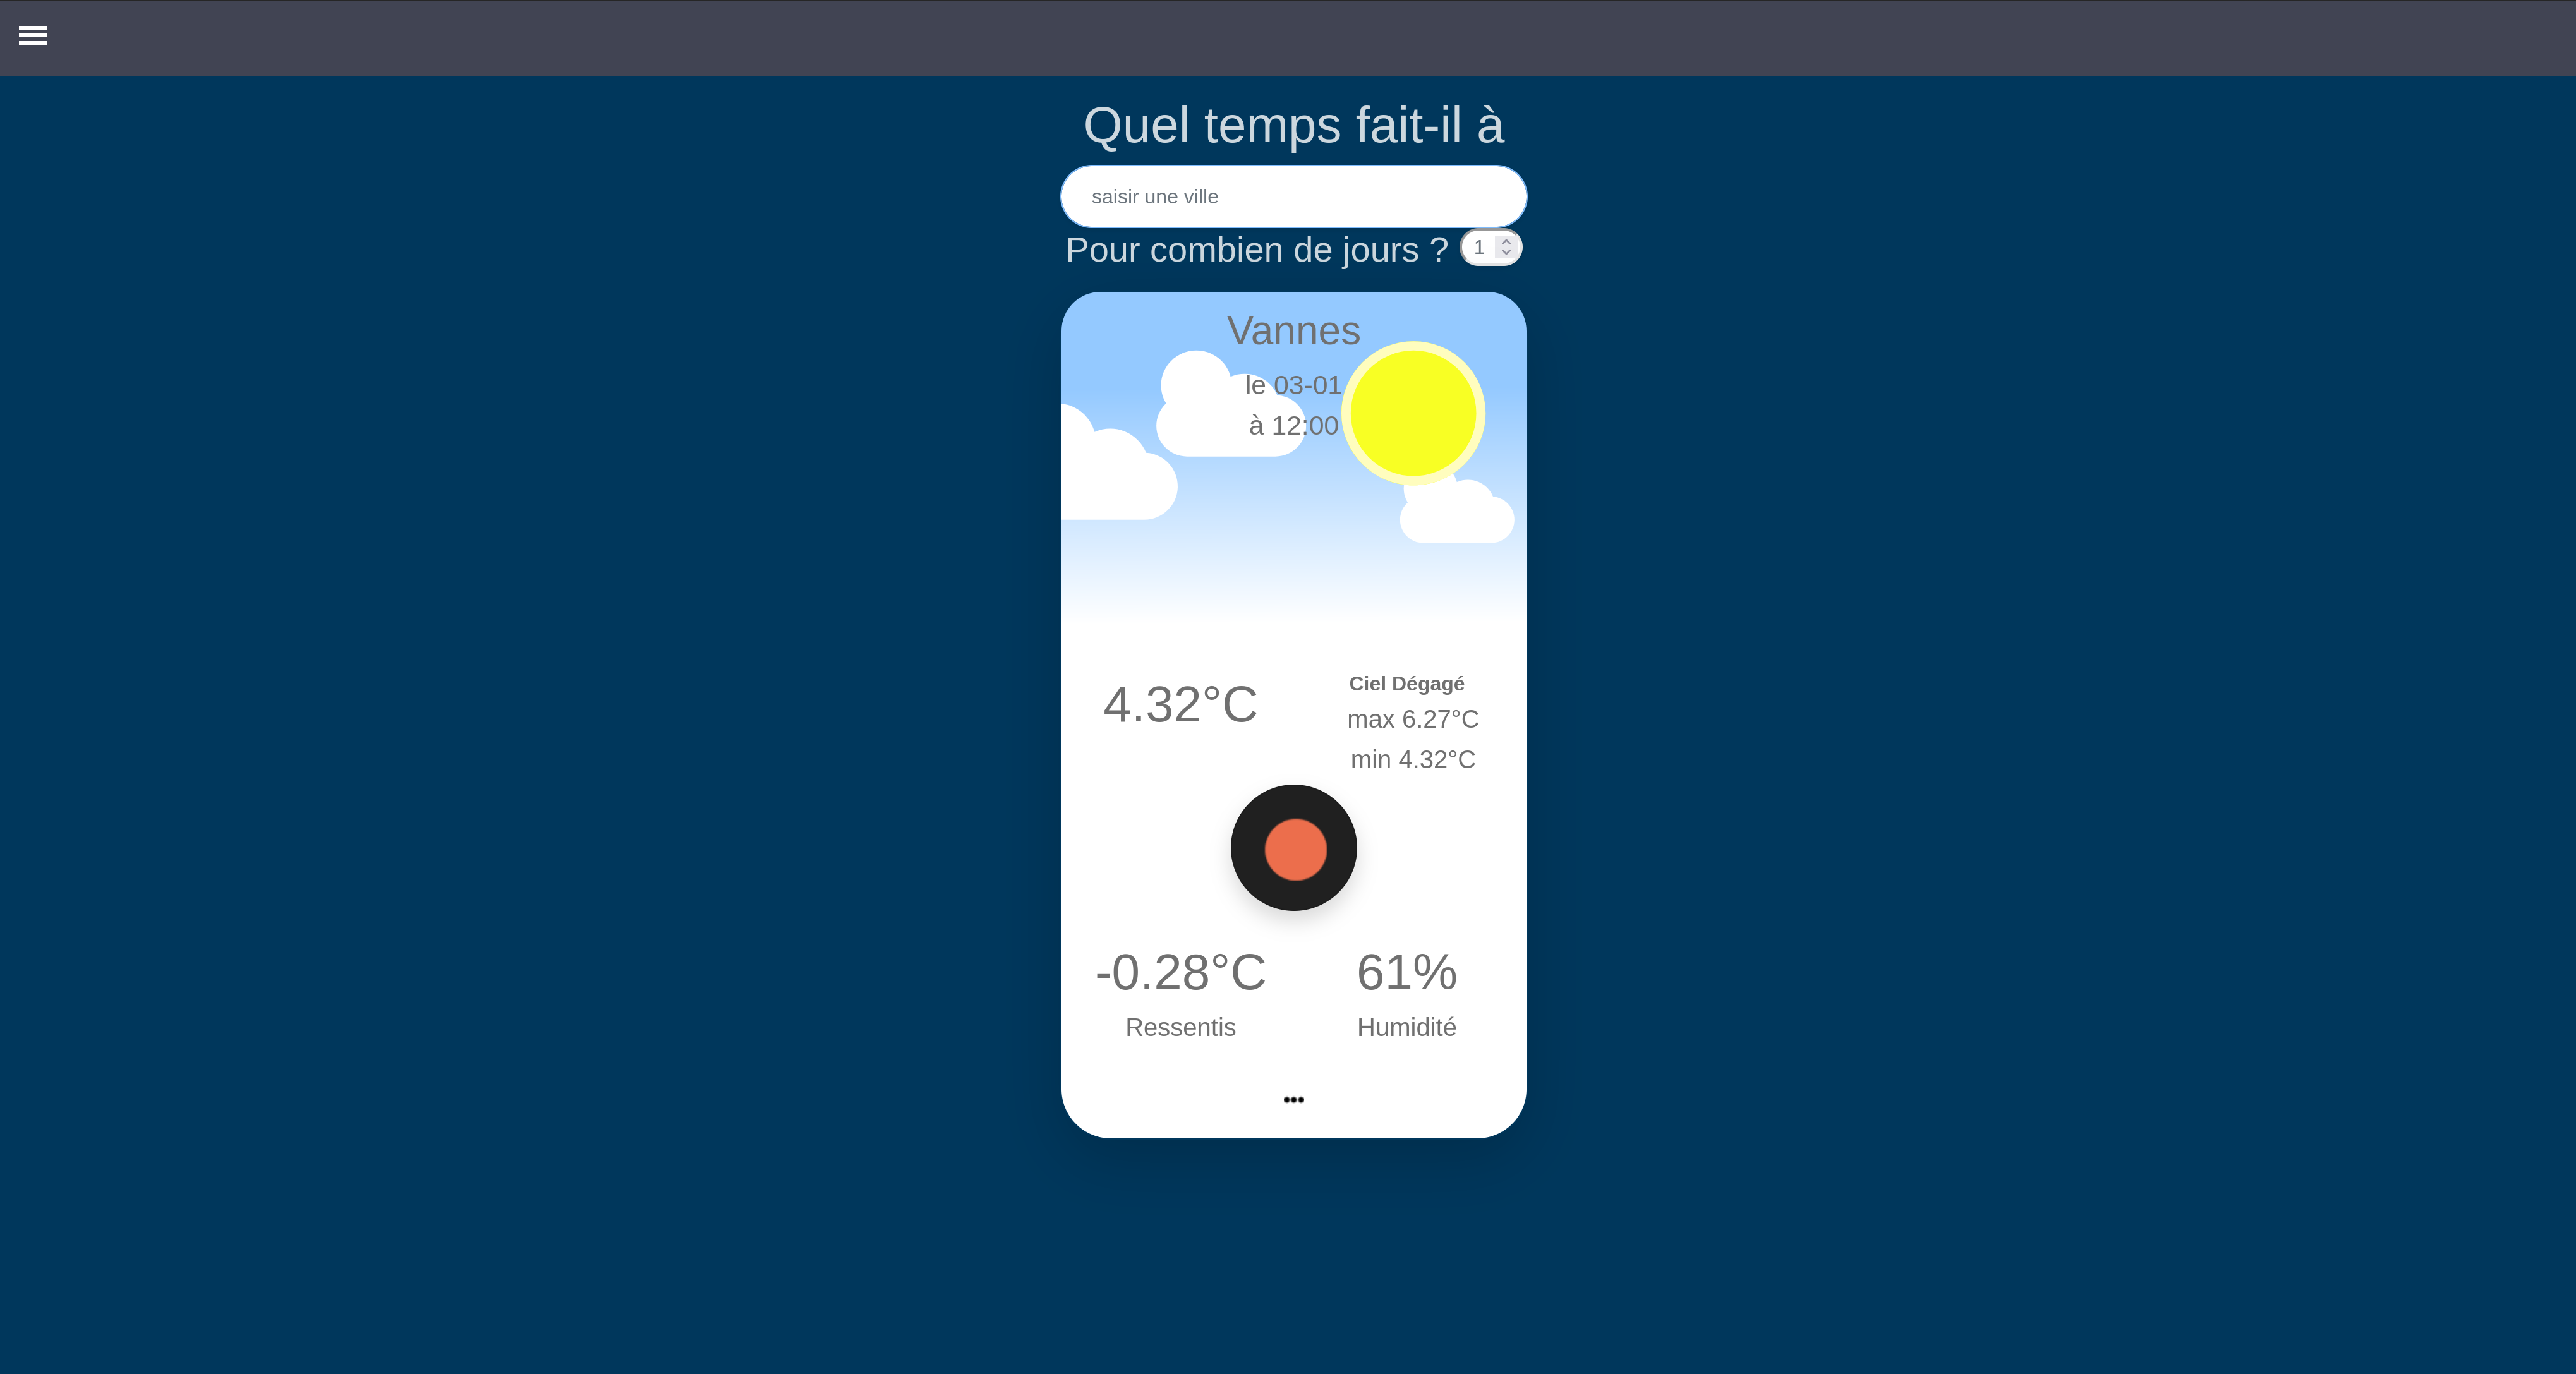 Quel temps fait-il à
saisir une ville
Pour combien de jours ? 1
Vannes
le 03-01
à 12:00
4.32°C
Ciel Dégagé
max 6.27°C
min 4.32°C
-0.28°C
61%
Ressentis
Humidité